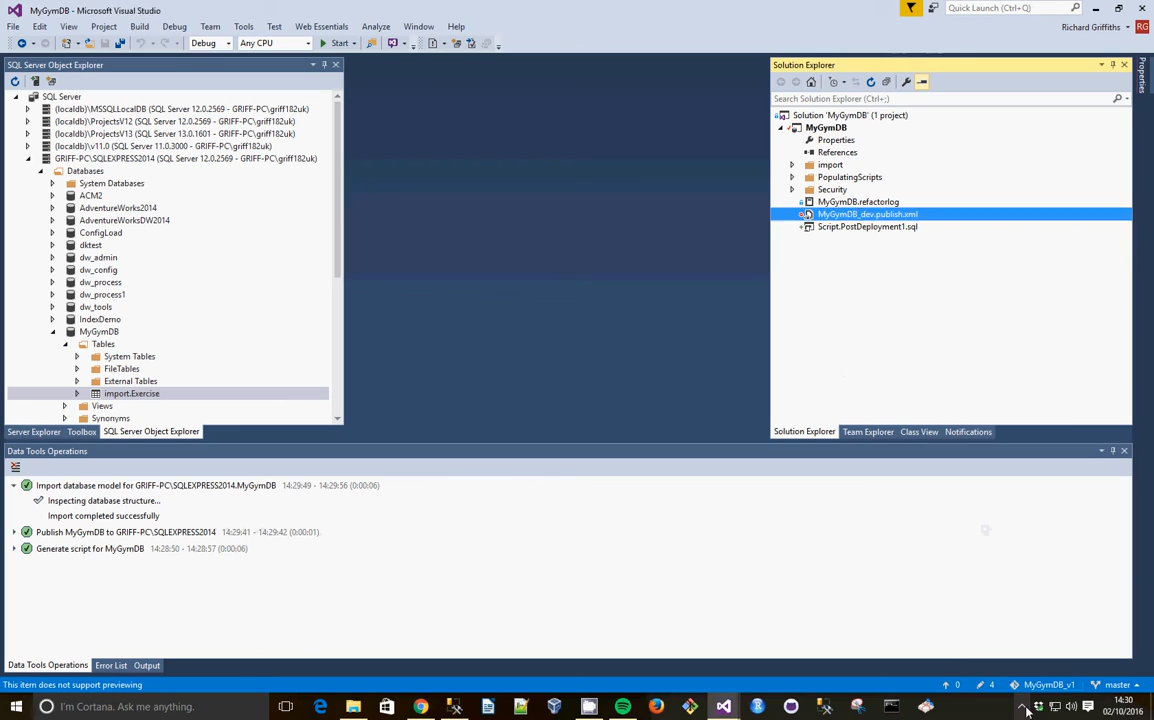 MyGymDB - Microsoft Visual Studio
Quick Launch (Ctrl+Q)
File Edit View Project Build Debug Team Tools Test Web Essentials Analyze Window Help
Richard Griffiths RG
Debug Any CPU Start
SQL Server Object Explorer
SQL Server
(localdb)\MSSQLLocalDB (SQL Server 12.0.2569 - GRIFF-PC\griff182uk)
(localdb)\ProjectsV12 (SQL Server 12.0.2569 - GRIFF-PC\griff182uk)
(localdb)\ProjectsV13 (SQL Server 13.0.1601 - GRIFF-PC\griff182uk)
(localdb)\v11.0 (SQL Server 11.0.3000 - GRIFF-PC\griff182uk)
GRIFF-PC\SQLEXPRESS2014 (SQL Server 12.0.2569 - GRIFF-PC\griff182uk)
Databases
System Databases
ACM2
AdventureWorks2014
AdventureWorksDW2014
ConfigLoad
dktest
dw_admin
dw_config
dw_process
dw_process1
dw_tools
IndexDemo
MyGymDB
Tables
System Tables
FileTables
External Tables
import.Exercise
Views
Synonyms
Server Explorer Toolbox SQL Server Object Explorer
Solution Explorer
Search Solution Explorer (Ctrl+;)
Solution 'MyGymDB' (1 project)
MyGymDB
Properties
References
import
PopulatingScripts
Security
MyGymDB.refactorlog
MyGymDB_dev.publish.xml
Script.PostDeployment1.sql
Solution Explorer Team Explorer Class View Notifications
Properties
Data Tools Operations
Import database model for GRIFF-PC\SQLEXPRESS2014.MyGymDB 14:29:49 - 14:29:56 (0:00:06)
Inspecting database structure...
Import completed successfully
Publish MyGymDB to GRIFF-PC\SQLEXPRESS2014 14:29:41 - 14:29:42 (0:00:01)
Generate script for MyGymDB 14:28:50 - 14:28:57 (0:00:06)
Data Tools Operations Error List Output
This item does not support previewing
0 4 MyGymDB_v1 master
I'm Cortana. Ask me anything.
14:30
02/10/2016